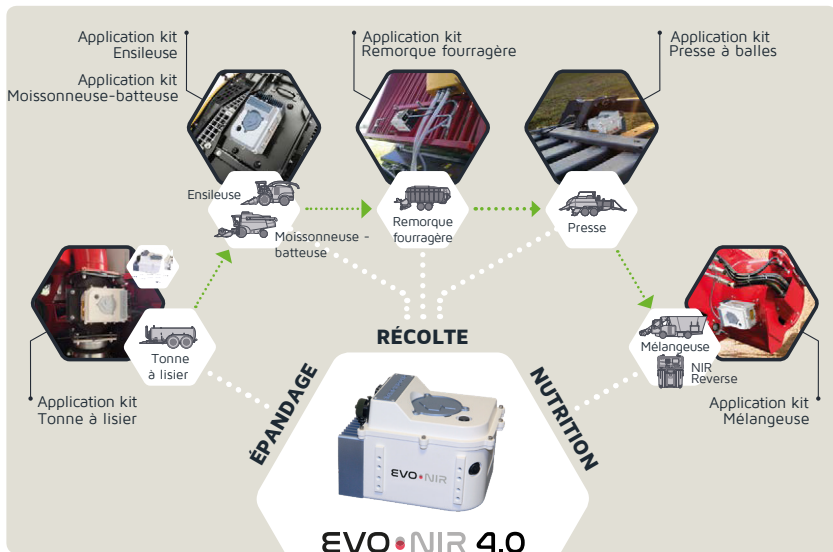 Application kit
Ensileuse
Application kit
Moissonneuse-batteuse
Application kit
Remorque fourragère
Application kit
Presse à balles
Ensileuse
Moissonneuse -
batteuse
Remorque
fourragère
Presse
Tonne
à lisier
Mélangeuse
NIR
Reverse
Application kit
Tonne à lisier
Application kit
Mélangeuse
ÉPANDAGE
RÉCOLTE
NUTRITION
EVO NIR
EVO NIR 4.0